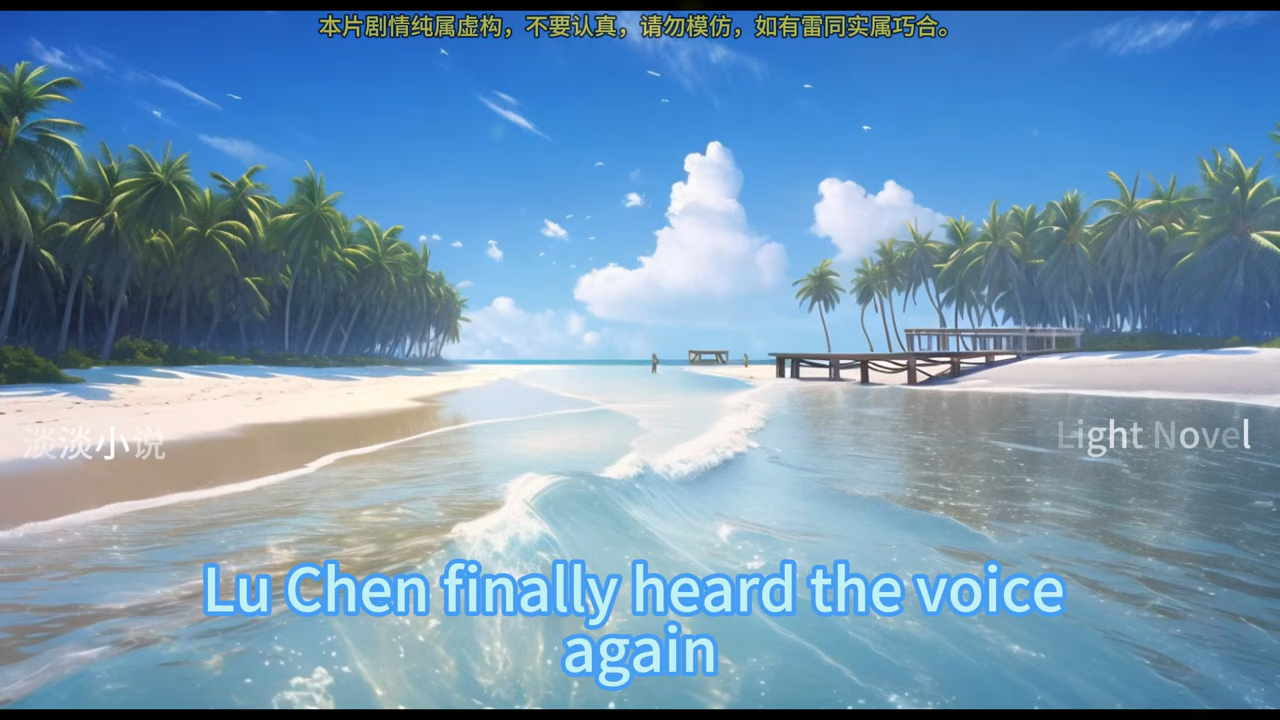 本片剧情纯属虚构，不要认真，请勿模仿，如有雷同实属巧合。
淡淡小说
Light Novel
Lu Chen finally heard the voice
again